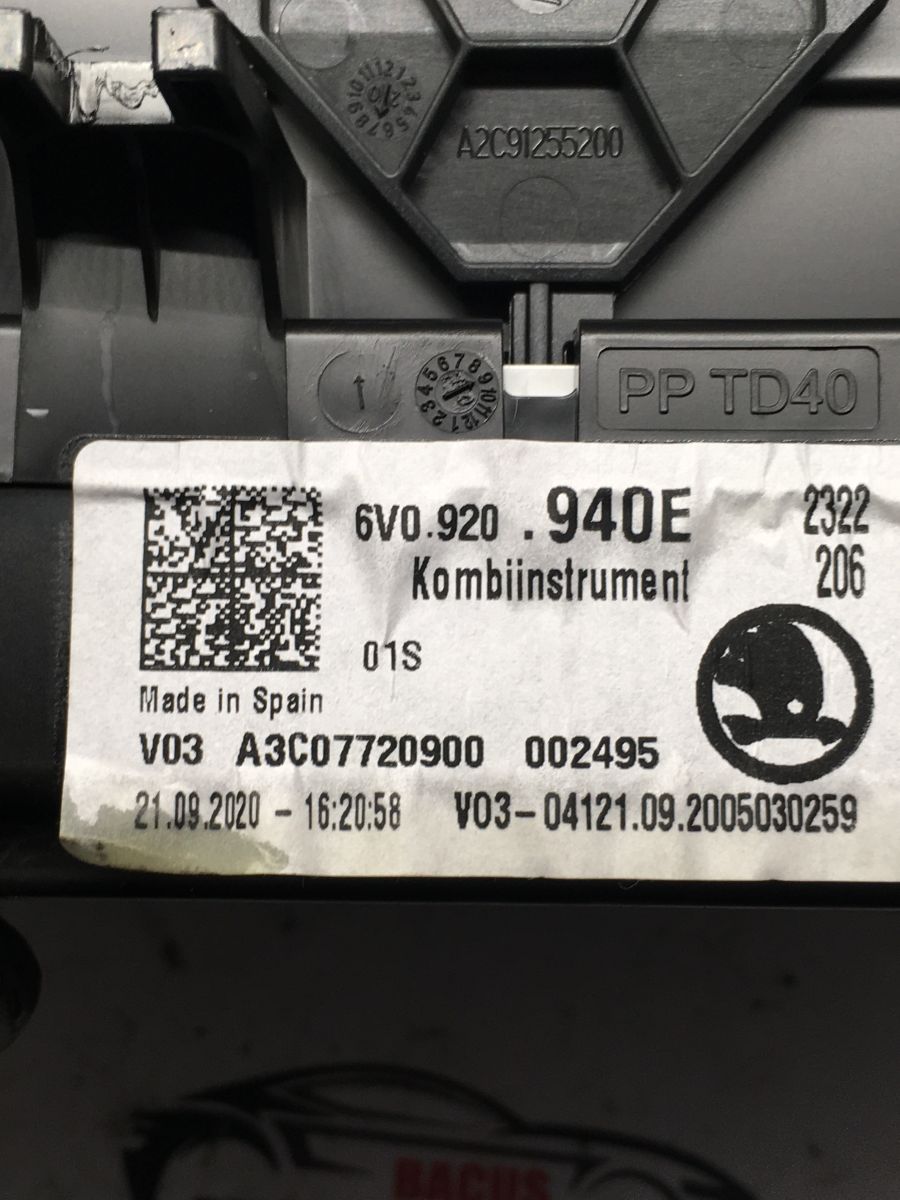 A2C91255200
PP TD40
6V0.920 .940E 2322
Kombiinstrument 206
01S
Made in Spain
V03 A3C07720900 002495
21.09.2020 - 16:20:58 V03-04121.09.2005030259
BACUS